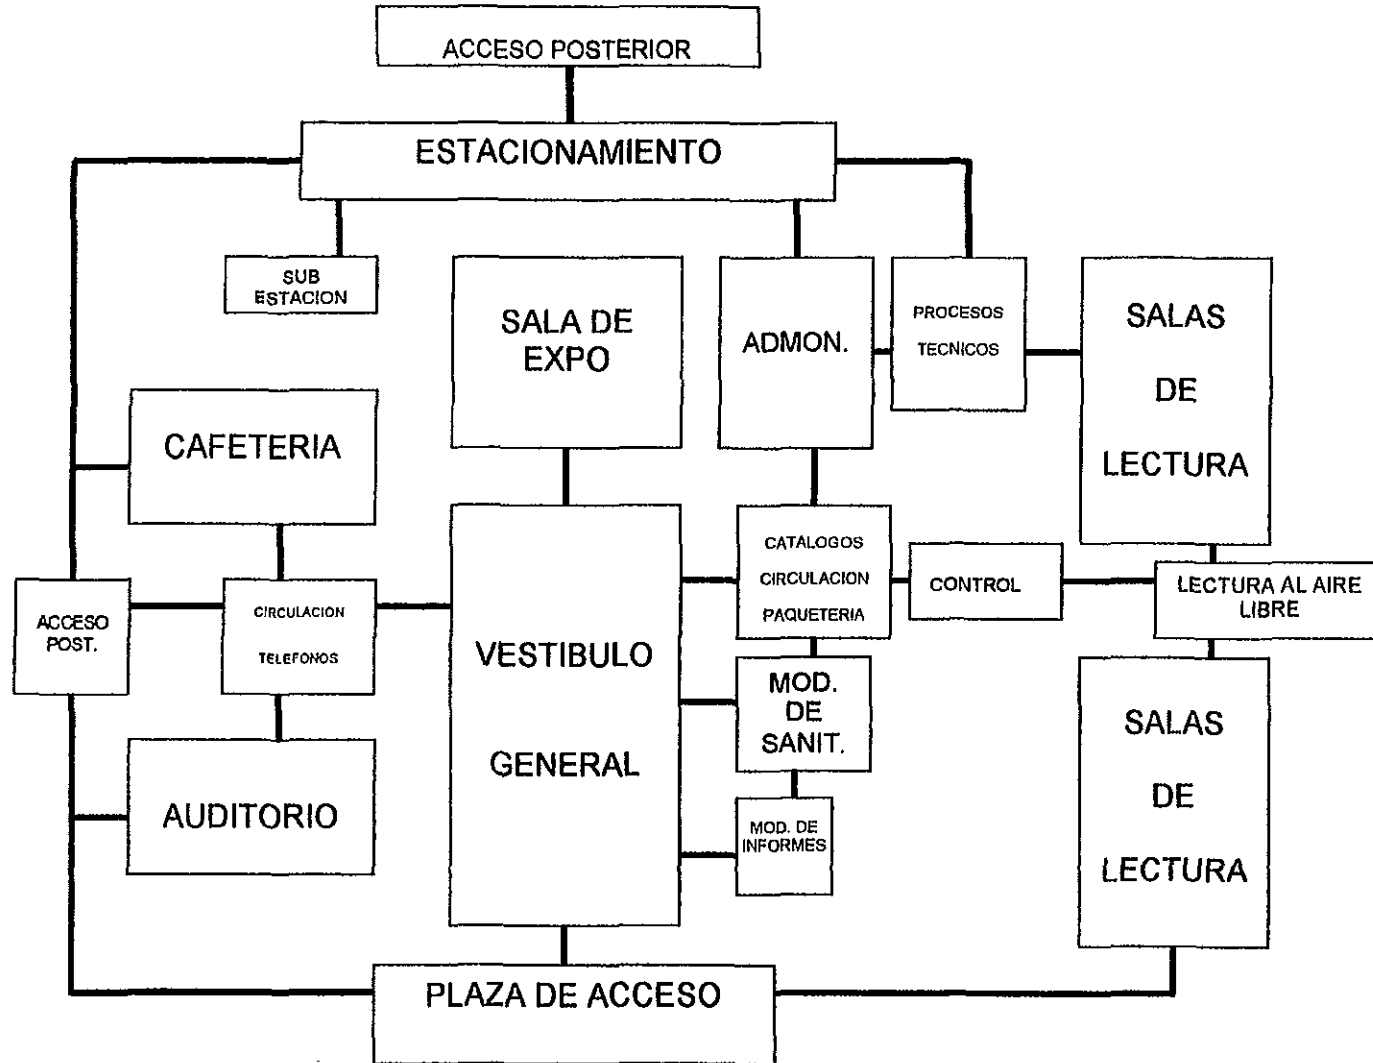 ACCESO POSTERIOR
ESTACIONAMIENTO
SUB
ESTACION
SALA DE
EXPO
ADMON.
PROCESOS
TECNICOS
SALAS
DE
LECTURA
CAFETERIA
ACCESO
POST.
CIRCULACION
TELEFONOS
VESTIBULO
GENERAL
CATALOGOS
CIRCULACION
PAQUETERIA
CONTROL
LECTURA AL AIRE
LIBRE
MOD.
DE
SANIT.
MOD. DE
INFORMES
AUDITORIO
SALAS
DE
LECTURA
PLAZA DE ACCESO